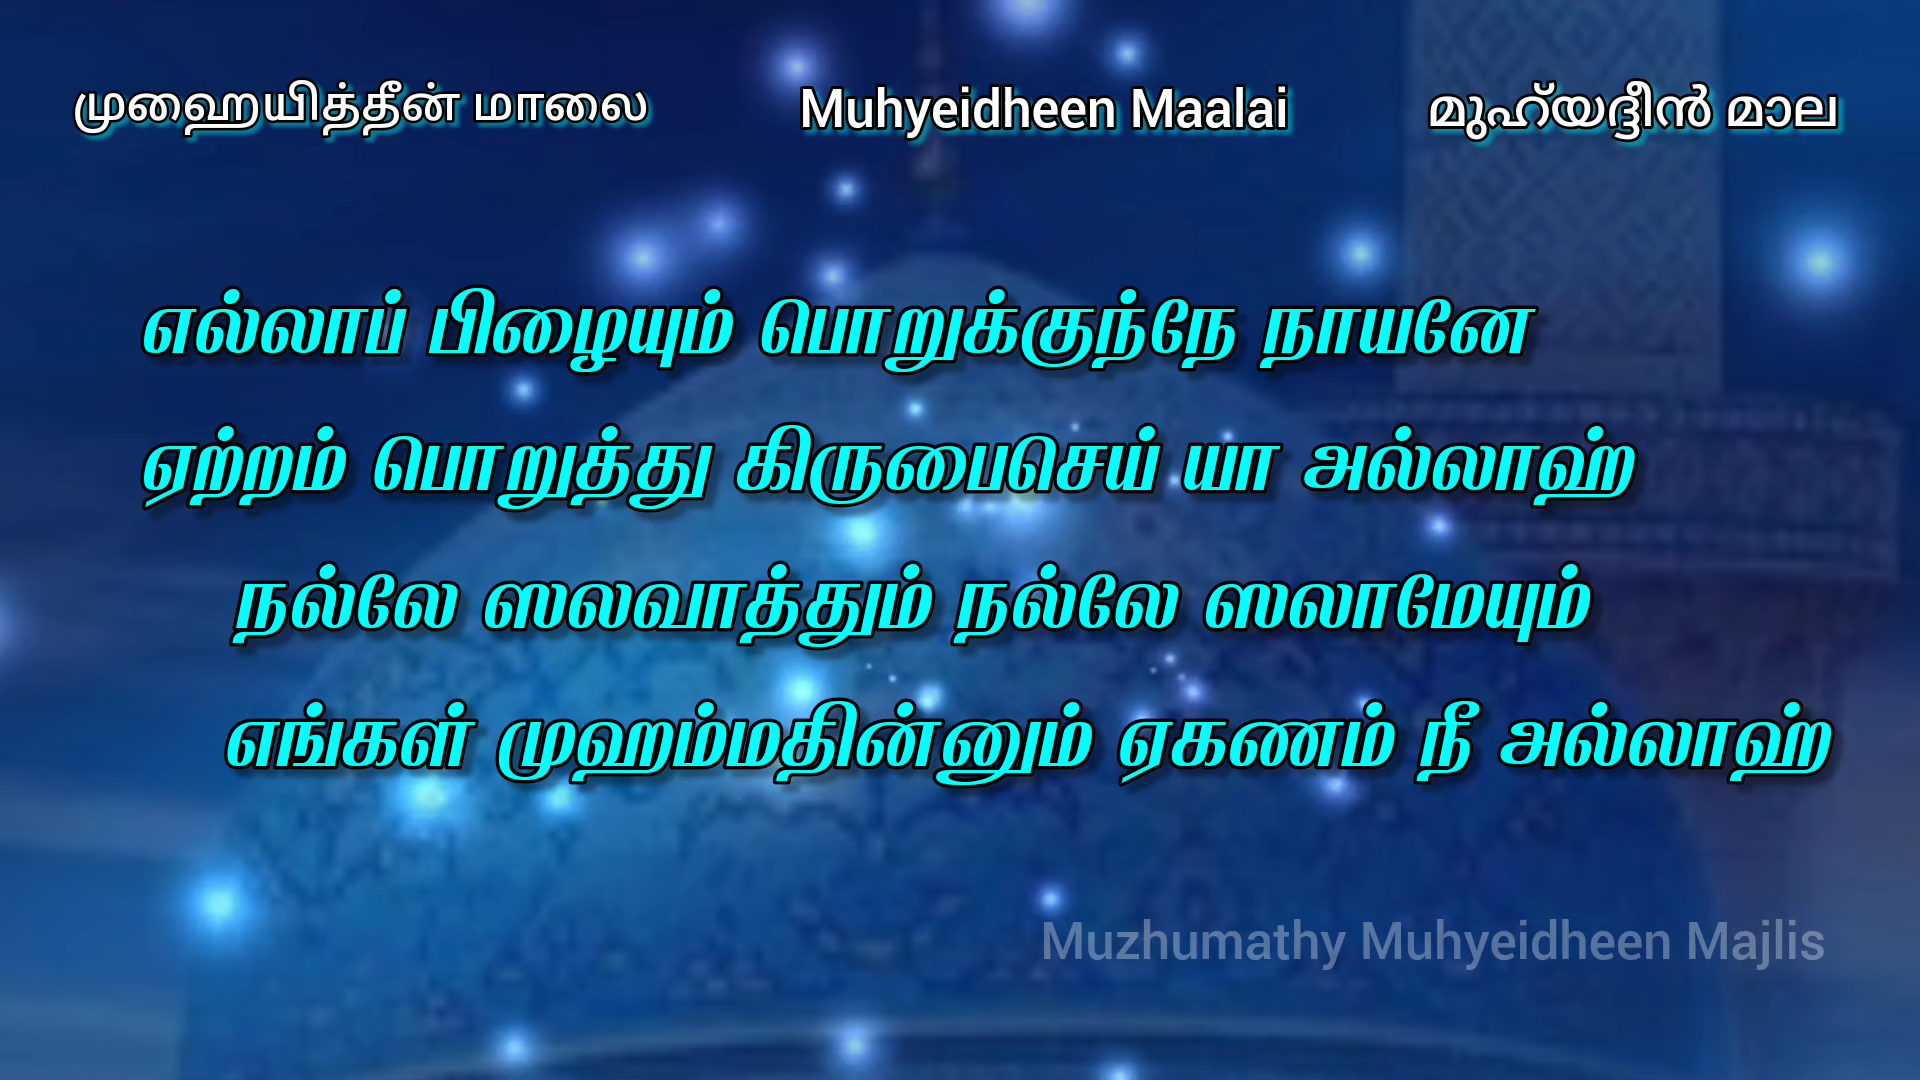 முஹையித்தீன் மாலை Muhyeidheen Maalai മുഹ്‌യദ്ദീൻ മാല
எல்லாப் பிழையும் பொறுக்குந்நே நாயனே
ஏற்றம் பொறுத்து கிருபைசெய் யா அல்லாஹ்
நல்லே ஸலவாத்தும் நல்லே ஸலாமேயும்
எங்கள் முஹம்மதின்னும் ஏகணம் நீ அல்லாஹ்
Muzhumathy Muhyeidheen Majlis